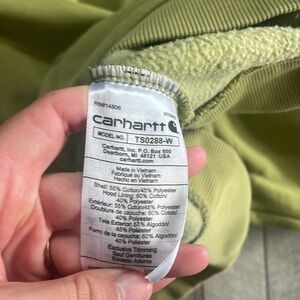 RN#14806
carhartt
MODEL NO. TS0288-W
Carhartt, Inc. P.O. Box 600
Dearborn, MI 48121 USA
carhartt.com
Made in Vietnam
Fabriqué au Vietnam
Hecho en Vietnam
Shell: 55% Cotton/45% Polyester
Hood Lining: 60% Cotton/
40% Polyester
Extérieur: 55% Coton/45% Polyester
Doublure de capuche: 60% Coton/
40% Polyester
Tela Exterior: 55% Algodón/
45% Poliéster
Forro de la capucha: 60% Algodón/
40% Poliéster
Exclusive Trimming
Sauf Garnitures
Excepto Adorno